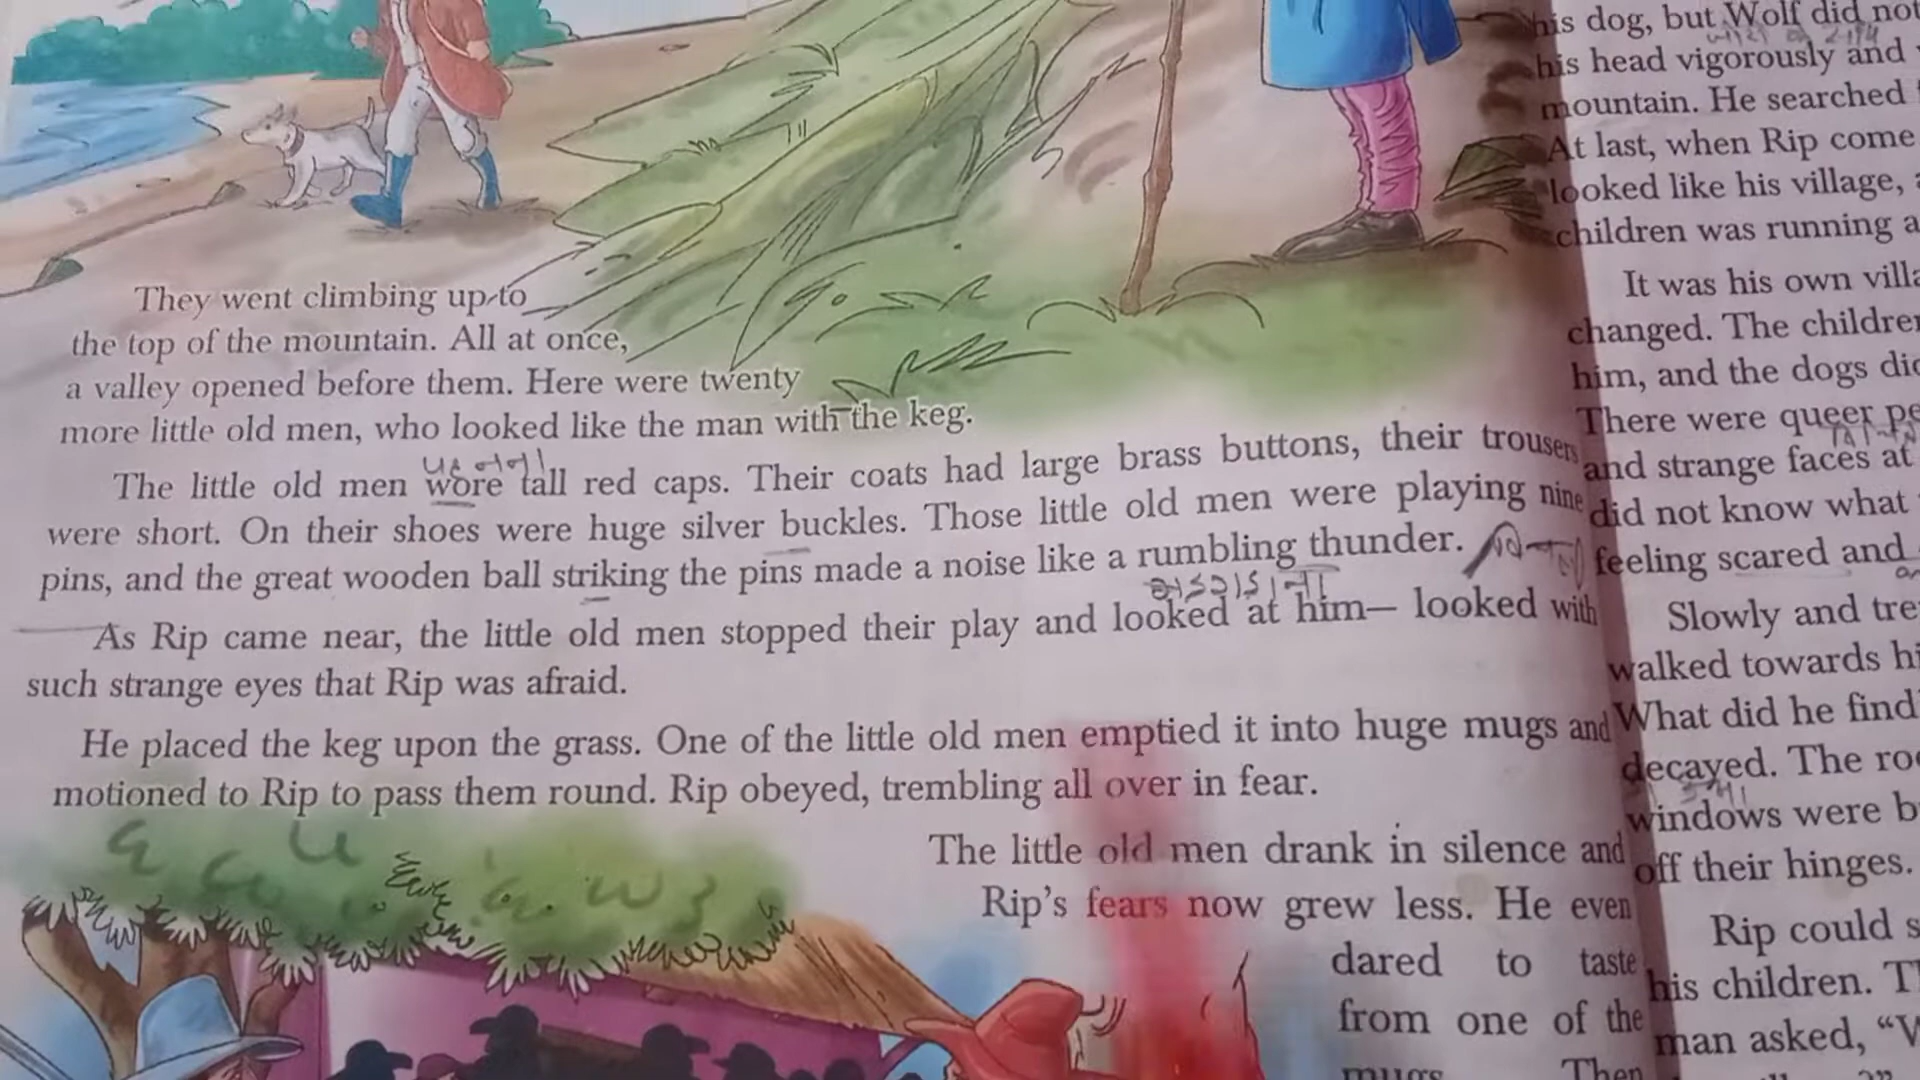 They went climbing up to
the top of the mountain. All at once,
a valley opened before them. Here were twenty
more little old men, who looked like the man with the keg.
The little old men wore tall red caps. Their coats had large brass buttons, their trousers
were short. On their shoes were huge silver buckles. Those little old men were playing nine
pins, and the great wooden ball striking the pins made a noise like a rumbling thunder.
As Rip came near, the little old men stopped their play and looked at him— looked with
such strange eyes that Rip was afraid.
He placed the keg upon the grass. One of the little old men emptied it into huge mugs and
motioned to Rip to pass them round. Rip obeyed, trembling all over in fear.
The little old men drank in silence and
Rip's fears now grew less. He even
dared to taste
from one of the
mugs. Then
his dog, but Wolf did not
his head vigorously and
mountain. He searched
At last, when Rip come
looked like his village,
children was running a
It was his own villa
changed. The children
him, and the dogs did
There were queer pe
and strange faces at
did not know what
feeling scared and
Slowly and tre
walked towards hi
What did he find
decayed. The roo
windows were b
off their hinges.
Rip could s
his children. T
man asked, "W